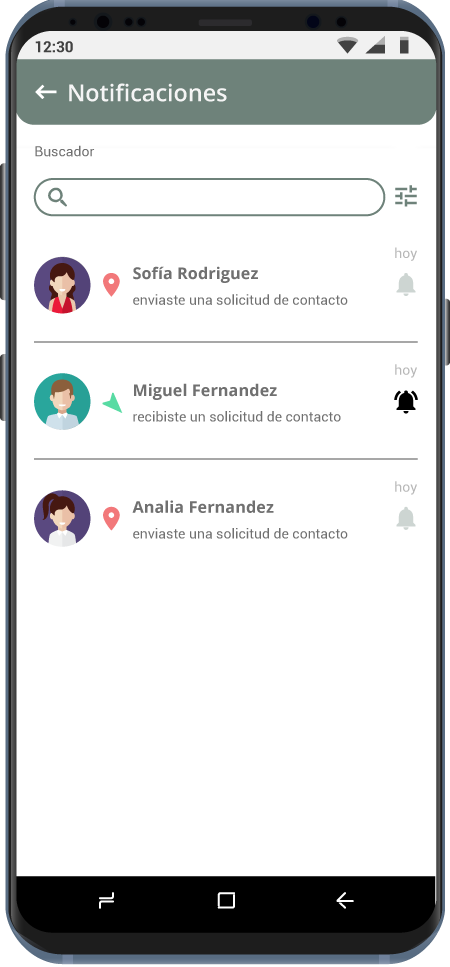 12:30
Notificaciones
Buscador
hoy
Sofía Rodriguez
enviaste una solicitud de contacto
hoy
Miguel Fernandez
recibiste un solicitud de contacto
hoy
Analia Fernandez
enviaste una solicitud de contacto